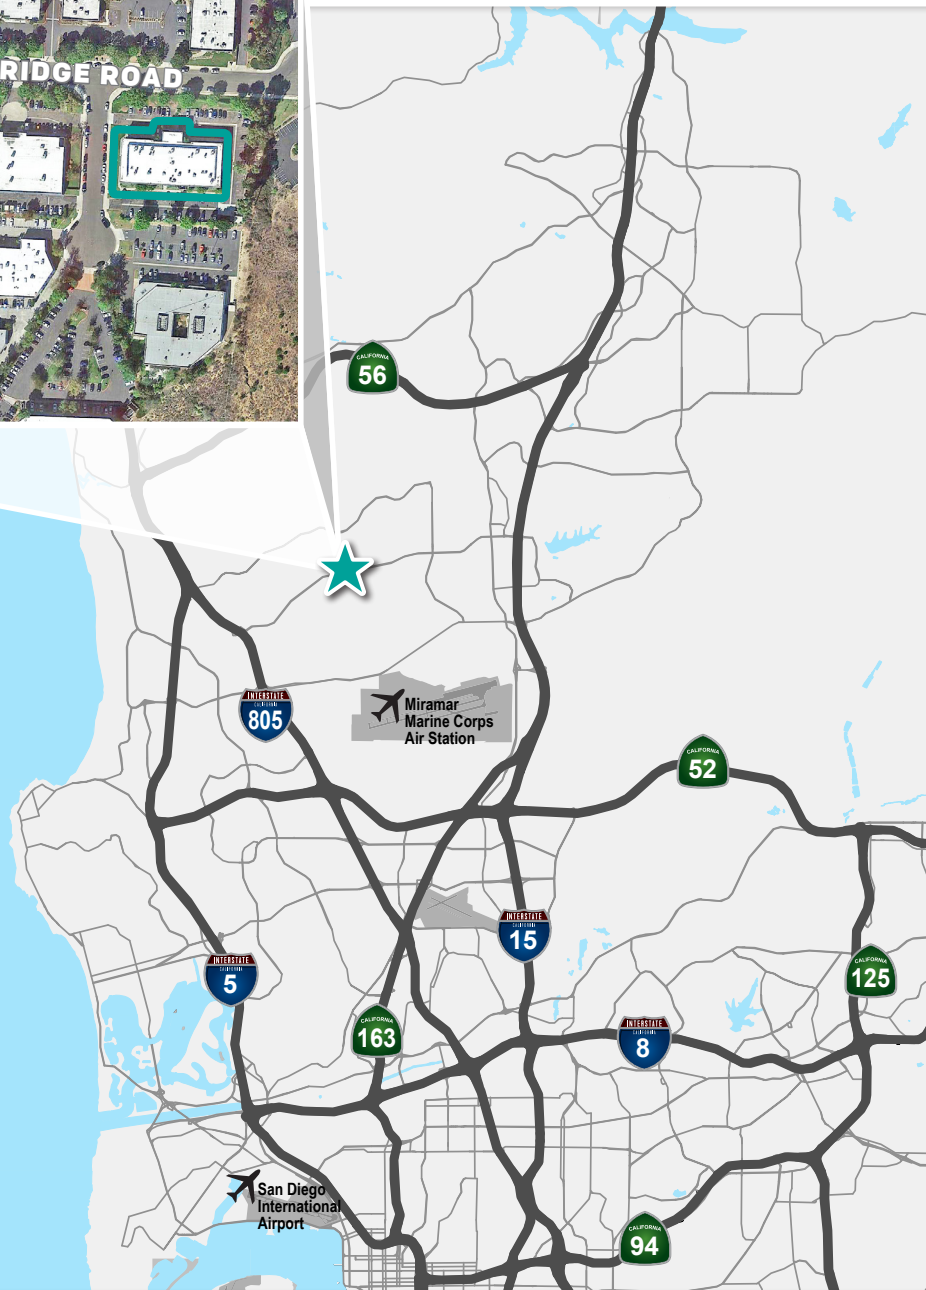 RIDGE ROAD
CALIFORNIA
56
INTERSTATE
CALIFORNIA
805
Miramar
Marine Corps
Air Station
CALIFORNIA
52
INTERSTATE
CALIFORNIA
15
INTERSTATE
CALIFORNIA
5
CALIFORNIA
125
CALIFORNIA
163
INTERSTATE
CALIFORNIA
8
San Diego
International
Airport
CALIFORNIA
94